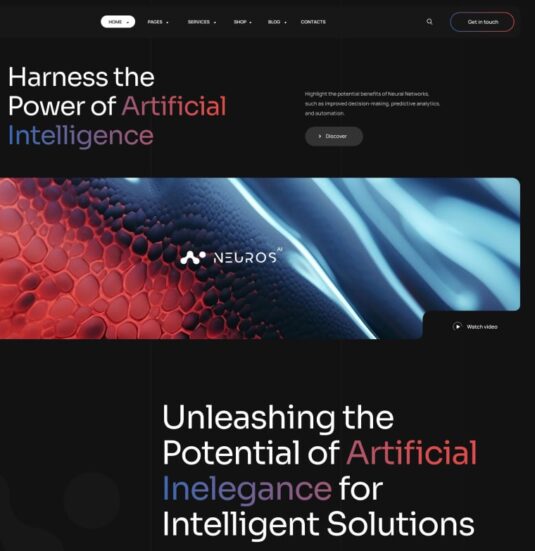 HOME PAGES SERVICES SHOP BLOG CONTACTS Get in touch
Harness the
Power of Artificial
Intelligence
Highlight the potential benefits of Neural Networks,
such as improved decision-making, predictive analytics,
and automation.
Discover
NEUROS AI
Watch video
Unleashing the
Potential of Artificial
Inelegance for
Intelligent Solutions